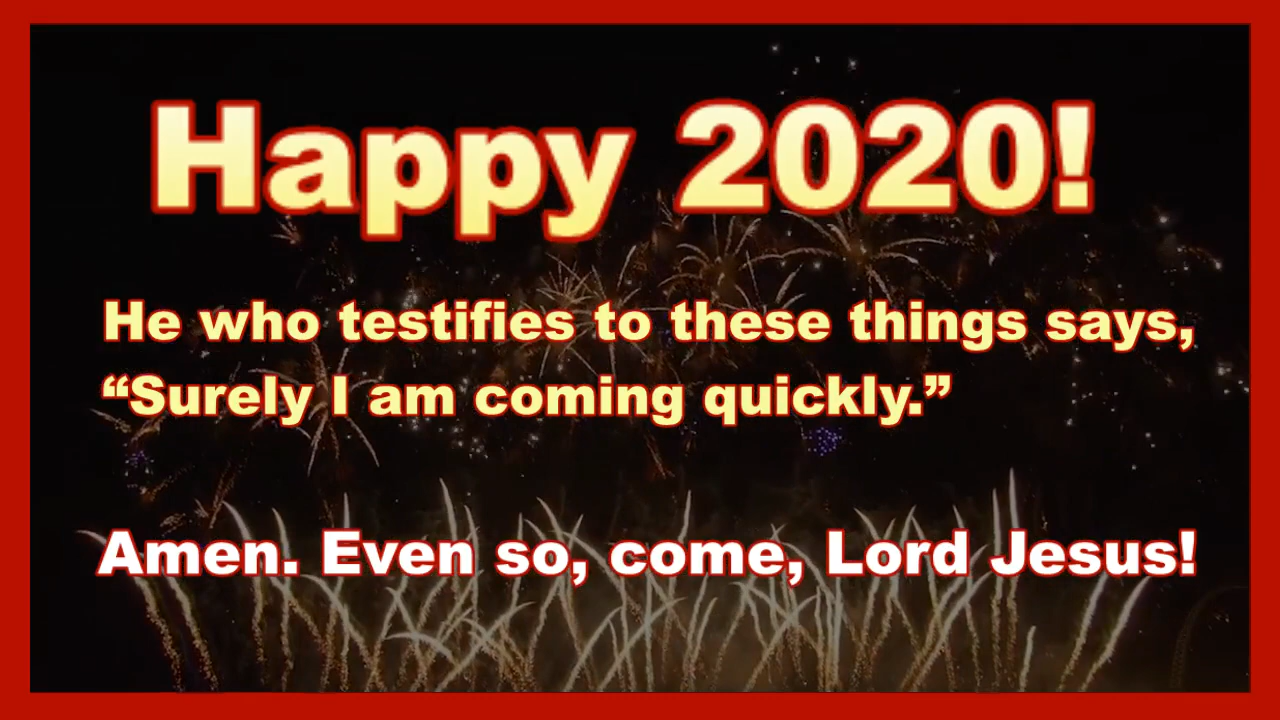 Happy 2020!
He who testifies to these things says,
“Surely I am coming quickly.”
Amen. Even so, come, Lord Jesus!